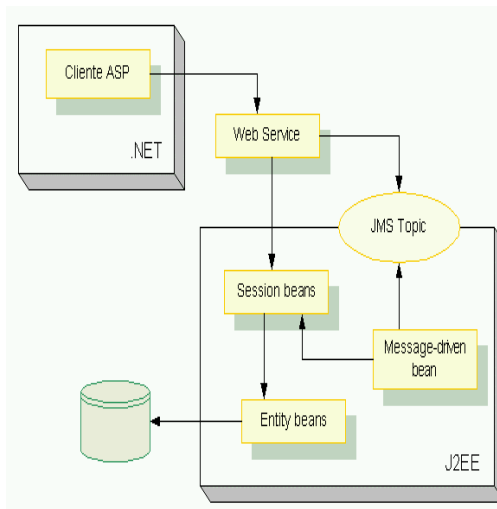 Cliente ASP
.NET
Web Service
JMS Topic
Session beans
Message-driven
bean
Entity beans
J2EE